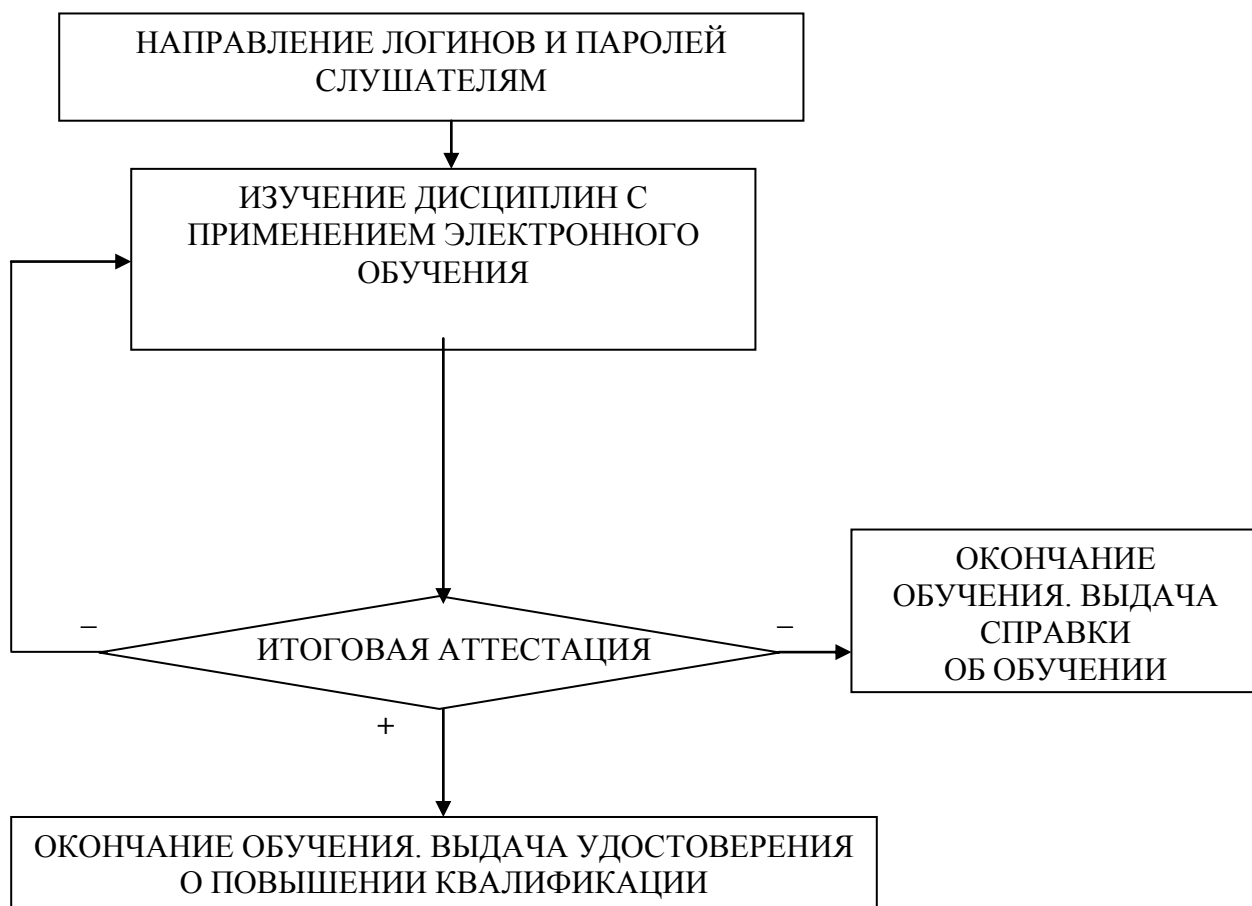 НАПРАВЛЕНИЕ ЛОГИНОВ И ПАРОЛЕЙ
СЛУШАТЕЛЯМ
ИЗУЧЕНИЕ ДИСЦИПЛИН С
ПРИМЕНЕНИЕМ ЭЛЕКТРОННОГО
ОБУЧЕНИЯ
ОКОНЧАНИЕ
ОБУЧЕНИЯ. ВЫДАЧА
СПРАВКИ
ОБ ОБУЧЕНИИ
–
ИТОГОВАЯ АТТЕСТАЦИЯ
–
+
ОКОНЧАНИЕ ОБУЧЕНИЯ. ВЫДАЧА УДОСТОВЕРЕНИЯ
О ПОВЫШЕНИИ КВАЛИФИКАЦИИ